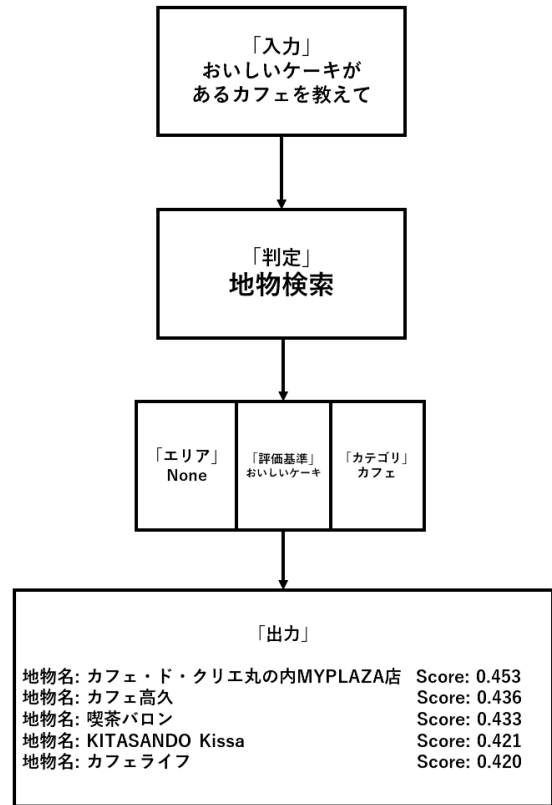 「入力」
おいしいケーキが
あるカフェを教えて
「判定」
地物検索
「エリア」
None
「評価基準」
おいしいケーキ
「カテゴリ」
カフェ
「出力」
地物名: カフェ・ド・クリエ丸の内MYPLAZA店 Score: 0.453
地物名: カフェ高久 Score: 0.436
地物名: 喫茶バロン Score: 0.433
地物名: KITASANDO Kissa Score: 0.421
地物名: カフェライフ Score: 0.420